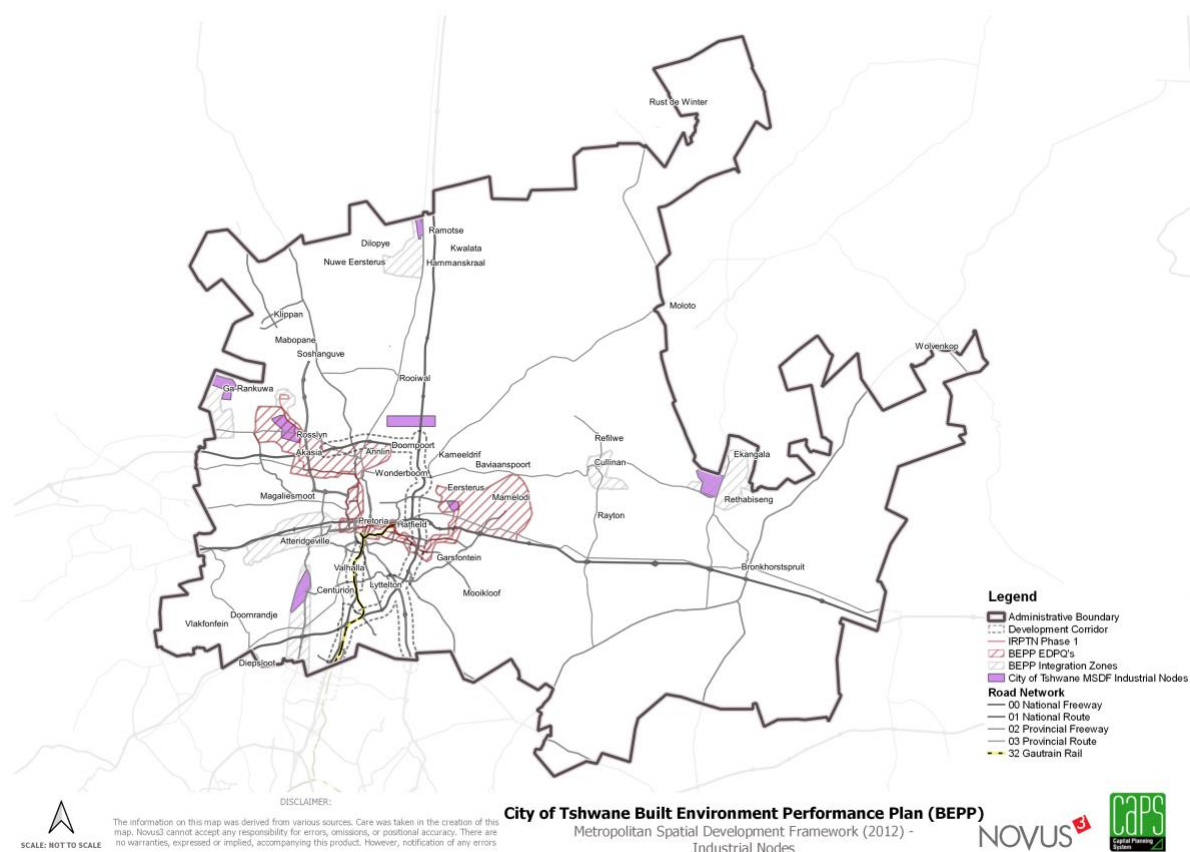 Rust de Winter
Ramotse
Dilopye
Kwalata
Nuwe Eersterus
Hammanskraal
Moloto
Klippan
Mabopane
Soshanguve
Wolvenkop
Rooiwal
Ga-Rankuwa
Rosslyn
Refilwe
Doompoort
Akasia
Annlin
Kameeldrif
Ekangala
Baviaanspoort
Cullinan
Wonderboom
Eersterus
Magaliesmoot
Mamelodi
Rethabiseng
Rayton
Pretoria
Hatfield
Atteridgeville
Garsfontein
Valhalla
Bronkhorstspruit
Centurion
Lyttelton
Mooikloof
Doornrandje
Vlakfonfein
Diepsloot
Legend
Administrative Boundary
Development Corridor
IRPTN Phase 1
BEPP EDPQ's
BEPP Integration Zones
City of Tshwane MSDF Industrial Nodes
Road Network
00 National Freeway
01 National Route
02 Provincial Freeway
03 Provincial Route
32 Gautrain Rail
SCALE: NOT TO SCALE
DISCLAIMER:
The information on this map was derived from various sources. Care was taken in the creation of this
map. Novus3 cannot accept any responsibility for errors, omissions, or positional accuracy. There are
no warranties, expressed or implied, accompanying this product. However, notification of any errors
City of Tshwane Built Environment Performance Plan (BEPP)
Metropolitan Spatial Development Framework (2012) -
Industrial Nodes
NOVUS3
CAPS
Capital Planning
System